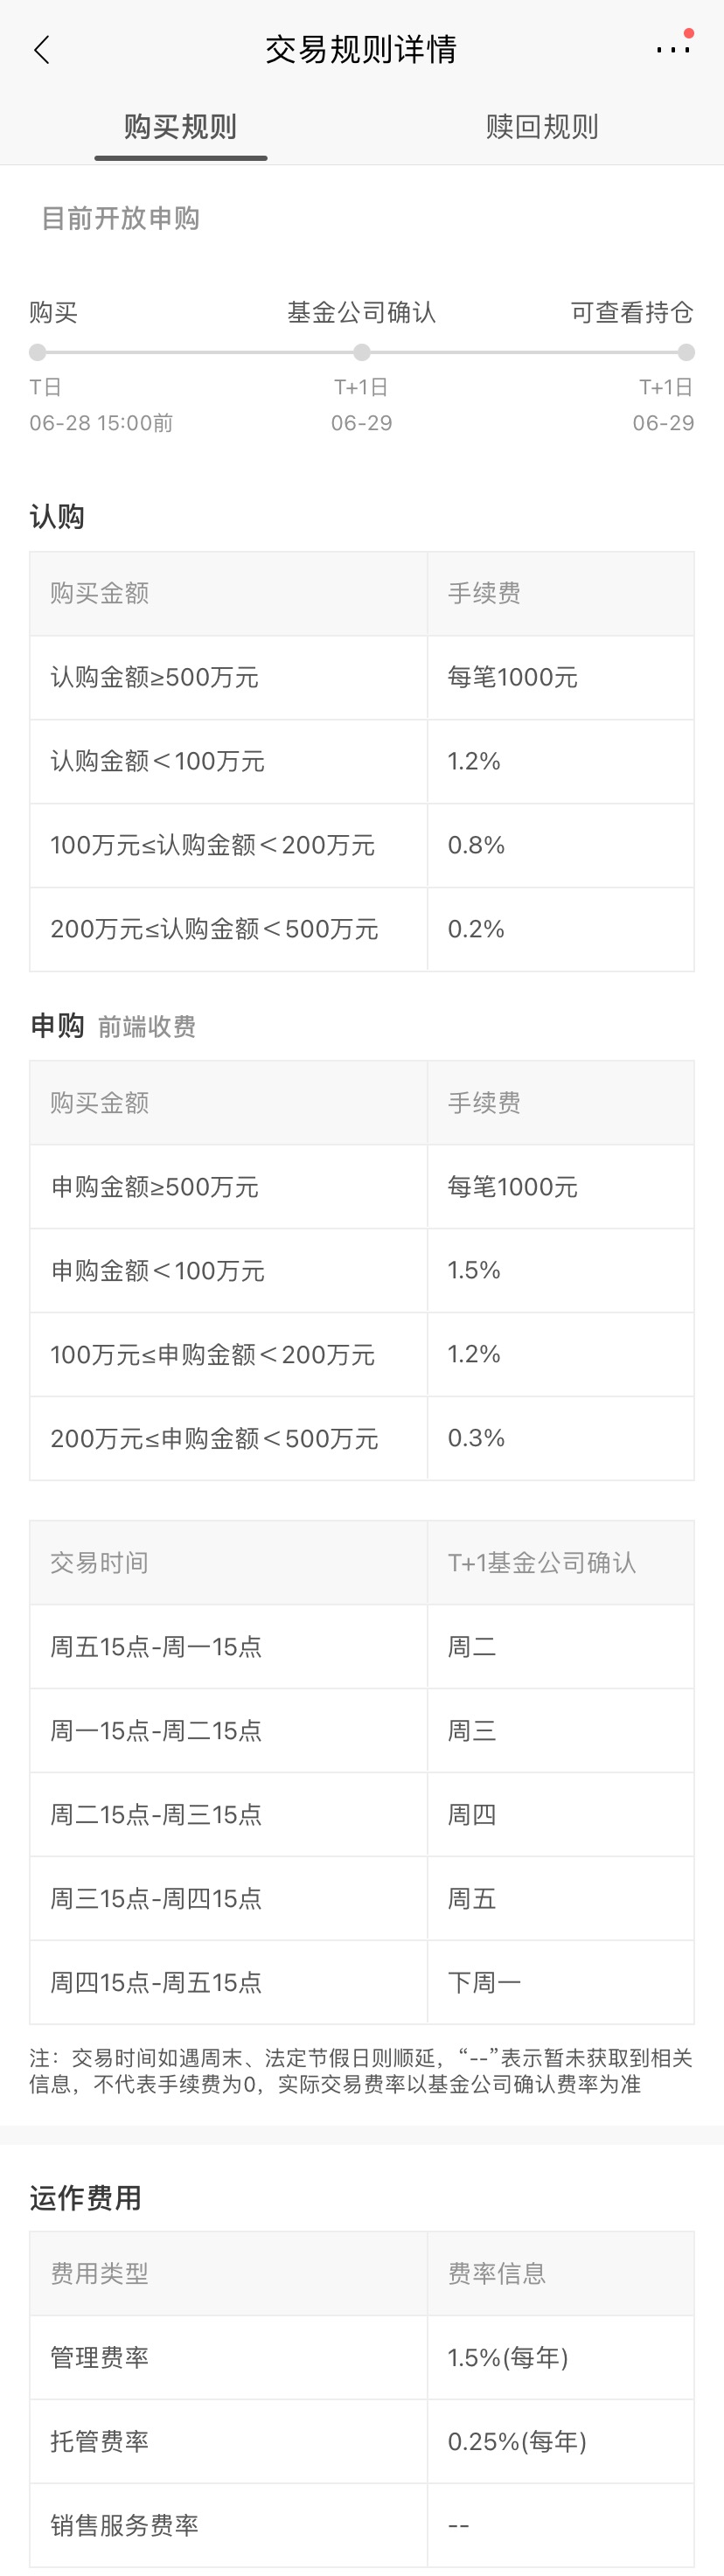 交易规则详情
购买规则 赎回规则
目前开放申购
购买 基金公司确认 可查看持仓
T日 T+1日 T+1日
06-28 15:00前 06-29 06-29
认购
购买金额 手续费
认购金额≥500万元 每笔1000元
认购金额<100万元 1.2%
100万元≤认购金额<200万元 0.8%
200万元≤认购金额<500万元 0.2%
申购 前端收费
购买金额 手续费
申购金额≥500万元 每笔1000元
申购金额<100万元 1.5%
100万元≤申购金额<200万元 1.2%
200万元≤申购金额<500万元 0.3%
交易时间 T+1基金公司确认
周五15点-周一15点 周二
周一15点-周二15点 周三
周二15点-周三15点 周四
周三15点-周四15点 周五
周四15点-周五15点 下周一
注：交易时间如遇周末、法定节假日则顺延，“--”表示暂未获取到相关
信息，不代表手续费为0，实际交易费率以基金公司确认费率为准
运作费用
费用类型 费率信息
管理费率 1.5%(每年)
托管费率 0.25%(每年)
销售服务费率 --